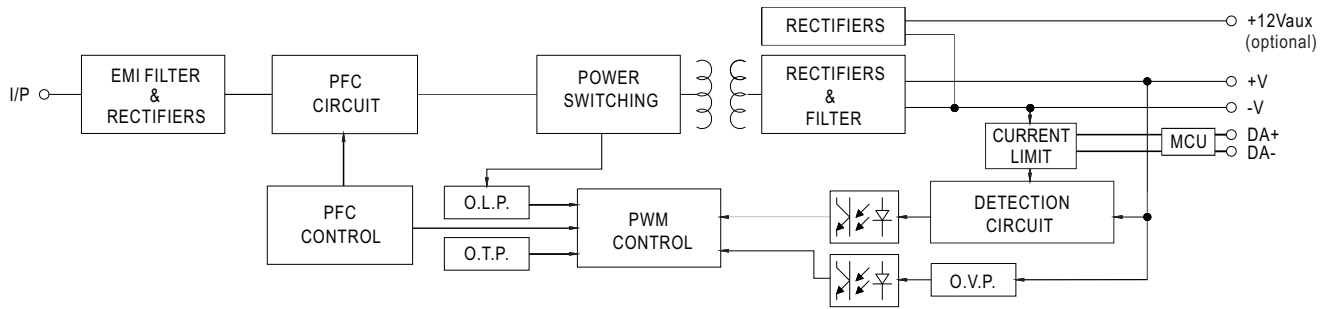 RECTIFIERS
+12Vaux
(optional)
I/P
EMI FILTER
&
RECTIFIERS
PFC
CIRCUIT
POWER
SWITCHING
RECTIFIERS
&
FILTER
+V
-V
CURRENT
LIMIT
MCU
DA+
DA-
PFC
CONTROL
O.L.P.
O.T.P.
PWM
CONTROL
DETECTION
CIRCUIT
O.V.P.